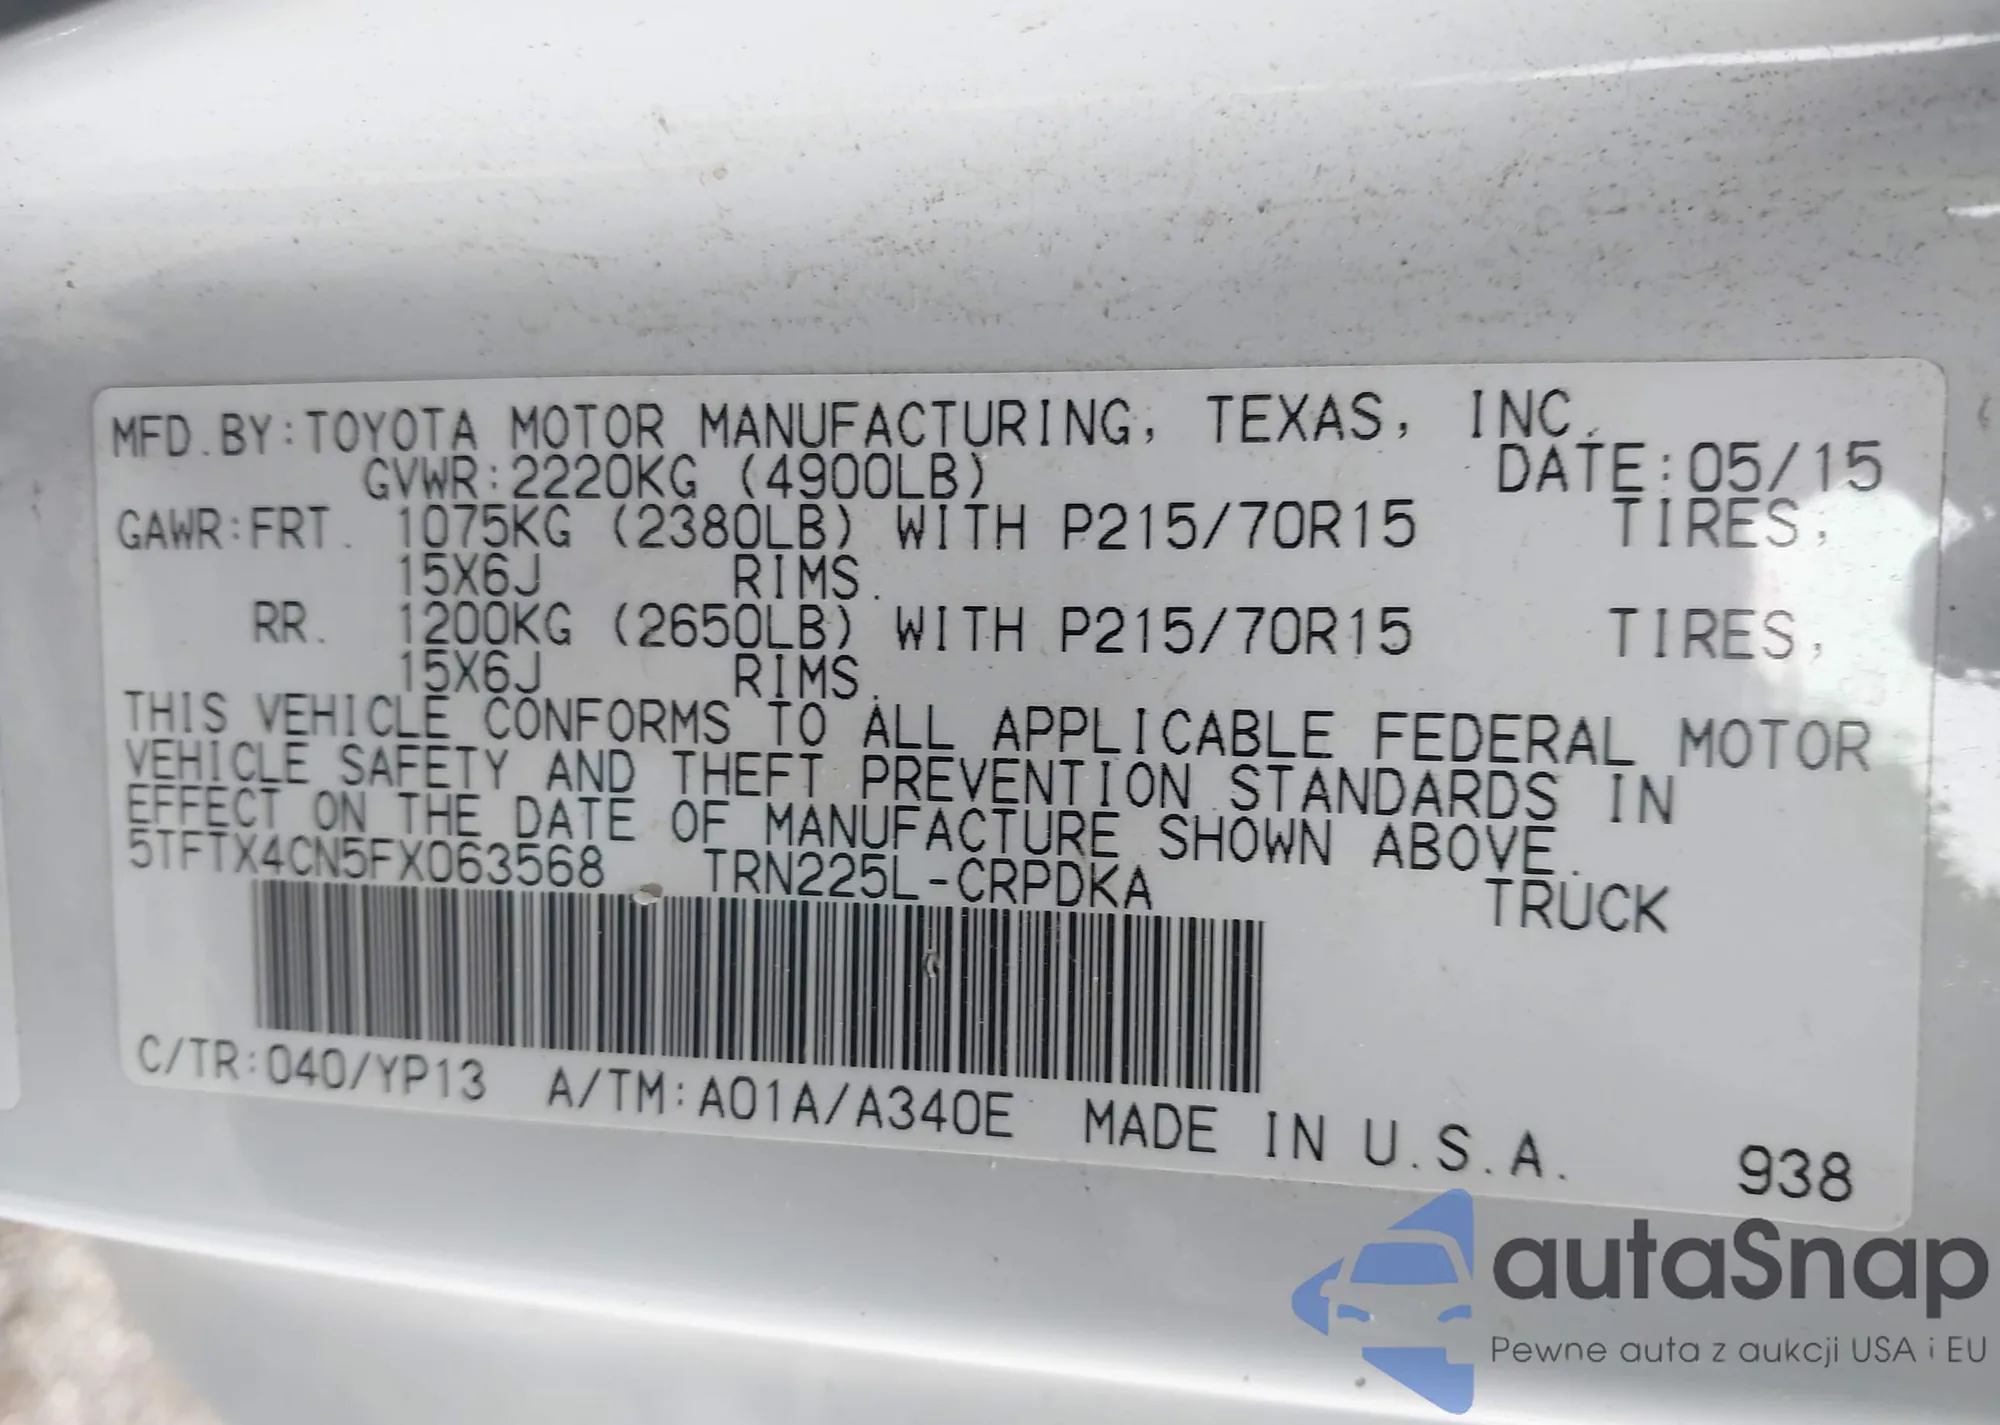 MFD.BY:TOYOTA MOTOR MANUFACTURING, TEXAS, INC.
GVWR:2220KG (4900LB) DATE:05/15
GAWR:FRT. 1075KG (2380LB) WITH P215/70R15 TIRES,
15X6J RIMS.
RR. 1200KG (2650LB) WITH P215/70R15 TIRES,
15X6J RIMS.
THIS VEHICLE CONFORMS TO ALL APPLICABLE FEDERAL MOTOR
VEHICLE SAFETY AND THEFT PREVENTION STANDARDS IN
EFFECT ON THE DATE OF MANUFACTURE SHOWN ABOVE.
5TFTX4CN5FX063568 TRN225L-CRPDKA TRUCK
C/TR:040/YP13 A/TM:A01A/A340E MADE IN U.S.A. 938
autaSnap
Pewne auta z aukcji USA i EU